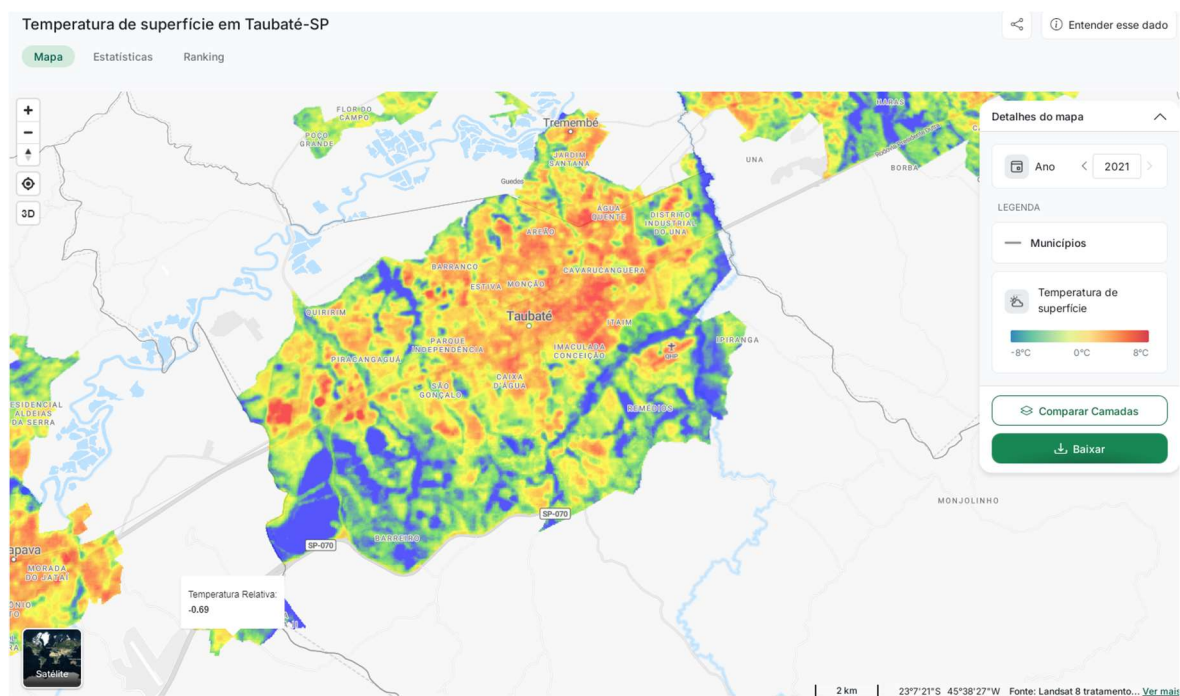 Temperatura de superfície em Taubaté-SP
Entender esse dado
Mapa
Estatísticas
Ranking
Detalhes do mapa
Ano
2021
LEGENDA
Municípios
Temperatura de
superfície
-8°C
0°C
8°C
Comparar Camadas
Baixar
3D
FLOR DO
CAMPO
POÇO
GRANDE
Tremembé
JARDIM
SANTANA
Guedes
UNA
HARAS
BORBA
ÁGUA
QUENTE
DISTRITO
INDUSTRIAL
DO UNA
AREÃO
BARRANCO
CAVARUCANGUERA
ESTIVA
MONÇÃO
QUIRIRIM
Taubaté
ITAIM
PARQUE
INDEPENDÊNCIA
IMACULADA
CONCEIÇÃO
IPIRANGA
PIRACANGAGUÁ
CAIXA
D'ÁGUA
SÃO
GONÇALO
REMÉDIOS
ESIDENCIAL
ALDEIAS
DA SERRA
MONJOLINHO
SP-070
SP-070
BARREIRO
apava
MORADA
DO JATAÍ
ÔNIO
Temperatura Relativa:
-0.69
Satélite
2 km
23°7'21"S 45°38'27"W
Fonte: Landsat 8 tratamento... Ver mais